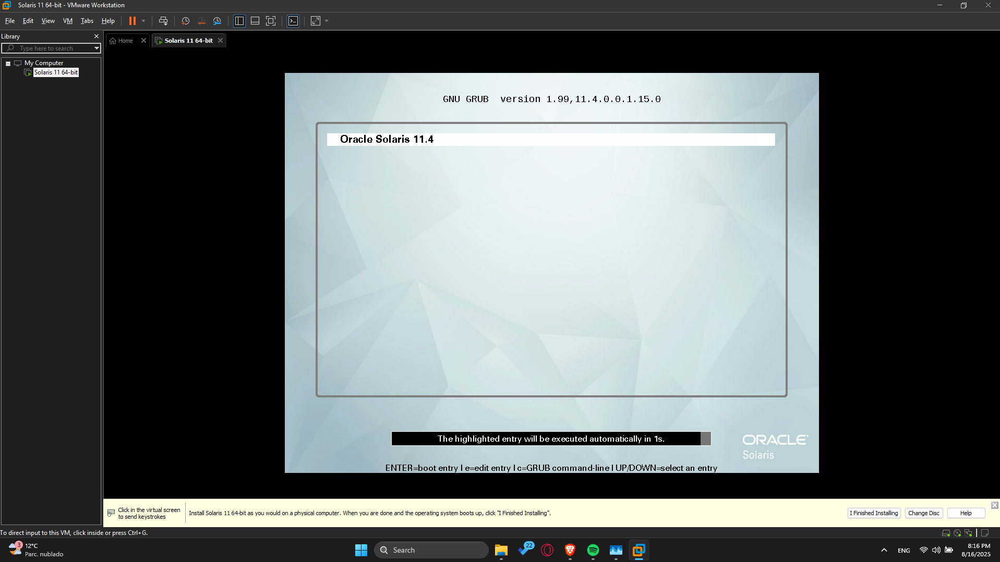 Solaris 11 64-bit - VMware Workstation
File Edit View VM Tabs Help
Library
Home
Solaris 11 64-bit
Type here to search
My Computer
Solaris 11 64-bit
GNU GRUB version 1.99,11.4.0.0.1.15.0
Oracle Solaris 11.4
The highlighted entry will be executed automatically in 1s.
ORACLE
Solaris
ENTER=boot entry | e=edit entry | c=GRUB command-line | UP/DOWN=select an entry
Click in the virtual screen
to send keystrokes
Install Solaris 11 64-bit as you would on a physical computer. When you are done and the operating system boots up, click "I Finished Installing".
I Finished Installing
Change Disc
Help
To direct input to this VM, click inside or press Ctrl+G.
3
12°C
Parc. nublado
Search
22
ENG
8:16 PM
8/16/2025